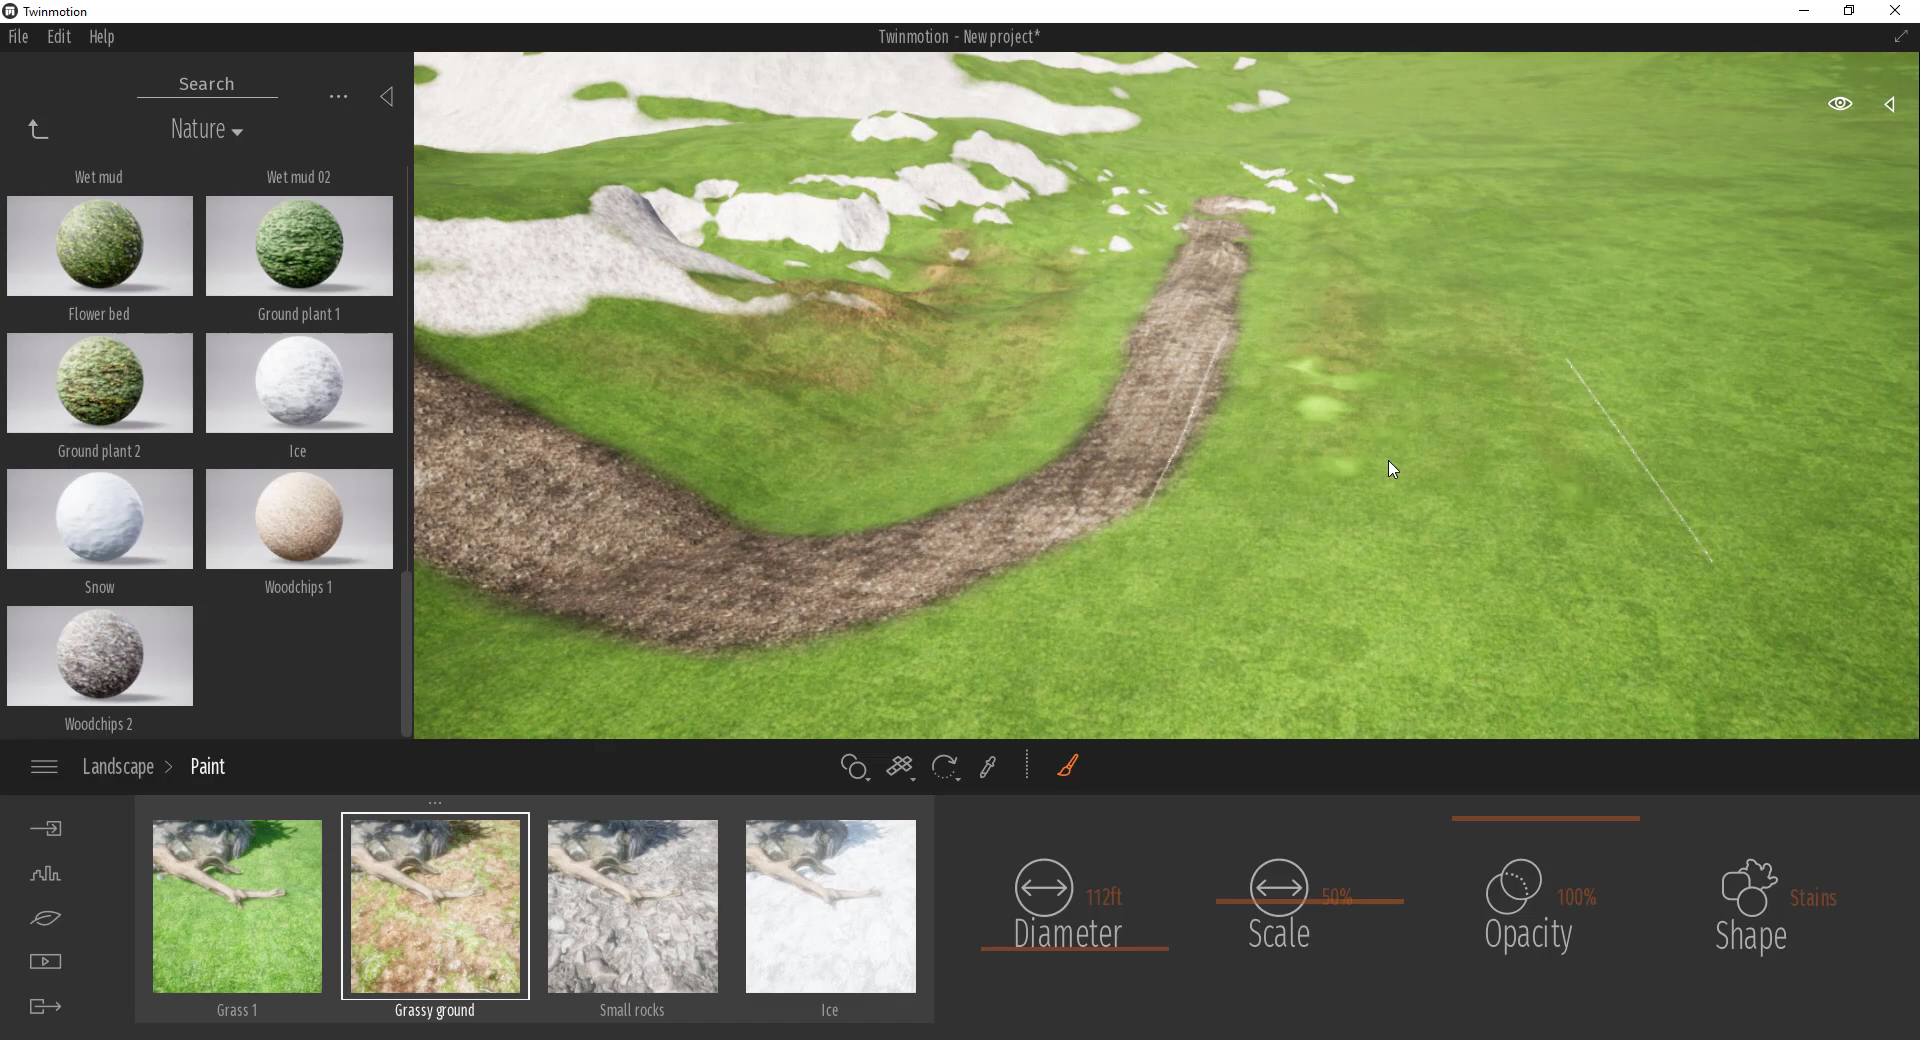 Twinmotion
File Edit Help
Twinmotion - New project*
Search
Nature
Wet mud Wet mud 02
Flower bed Ground plant 1
Ground plant 2 Ice
Snow Woodchips 1
Woodchips 2
Landscape > Paint
112ft 50% 100% Stains
Diameter Scale Opacity Shape
Grass 1 Grassy ground Small rocks Ice